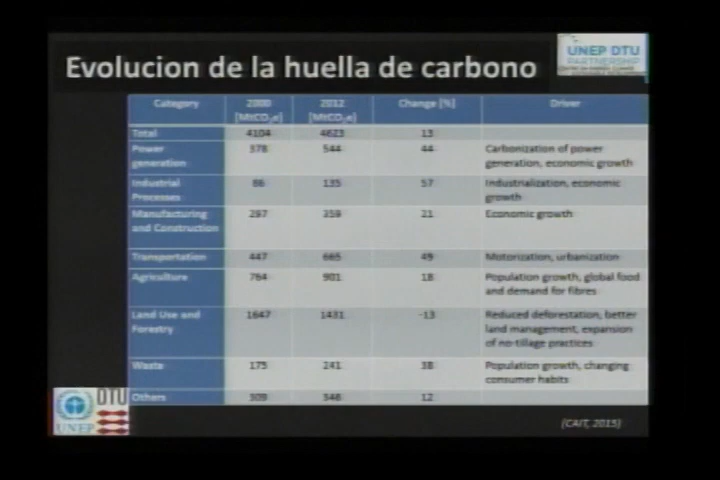 UNEP DTU
PARTNERSHIP
Evolucion de la huella de carbono
Category 2000 2012 Change [%] Driver
[MtCO2e] [MtCO2e]
Total 4104 4623 13
Power 378 544 44 Carbonization of power
generation generation, economic growth
Industrial 86 135 57 Industrialization, economic
Processes growth
Manufacturing 297 359 21 Economic growth
and Construction
Transportation 447 665 49 Motorization, urbanization
Agriculture 764 901 18 Population growth, global food
and demand for fibres
Land Use and 1647 1431 -13 Reduced deforestation, better
Forestry land management, expansion
of no-tillage practices
Waste 175 241 38 Population growth, changing
consumer habits
Others 309 348 12
DTU
UNEP
(CAIT, 2015)